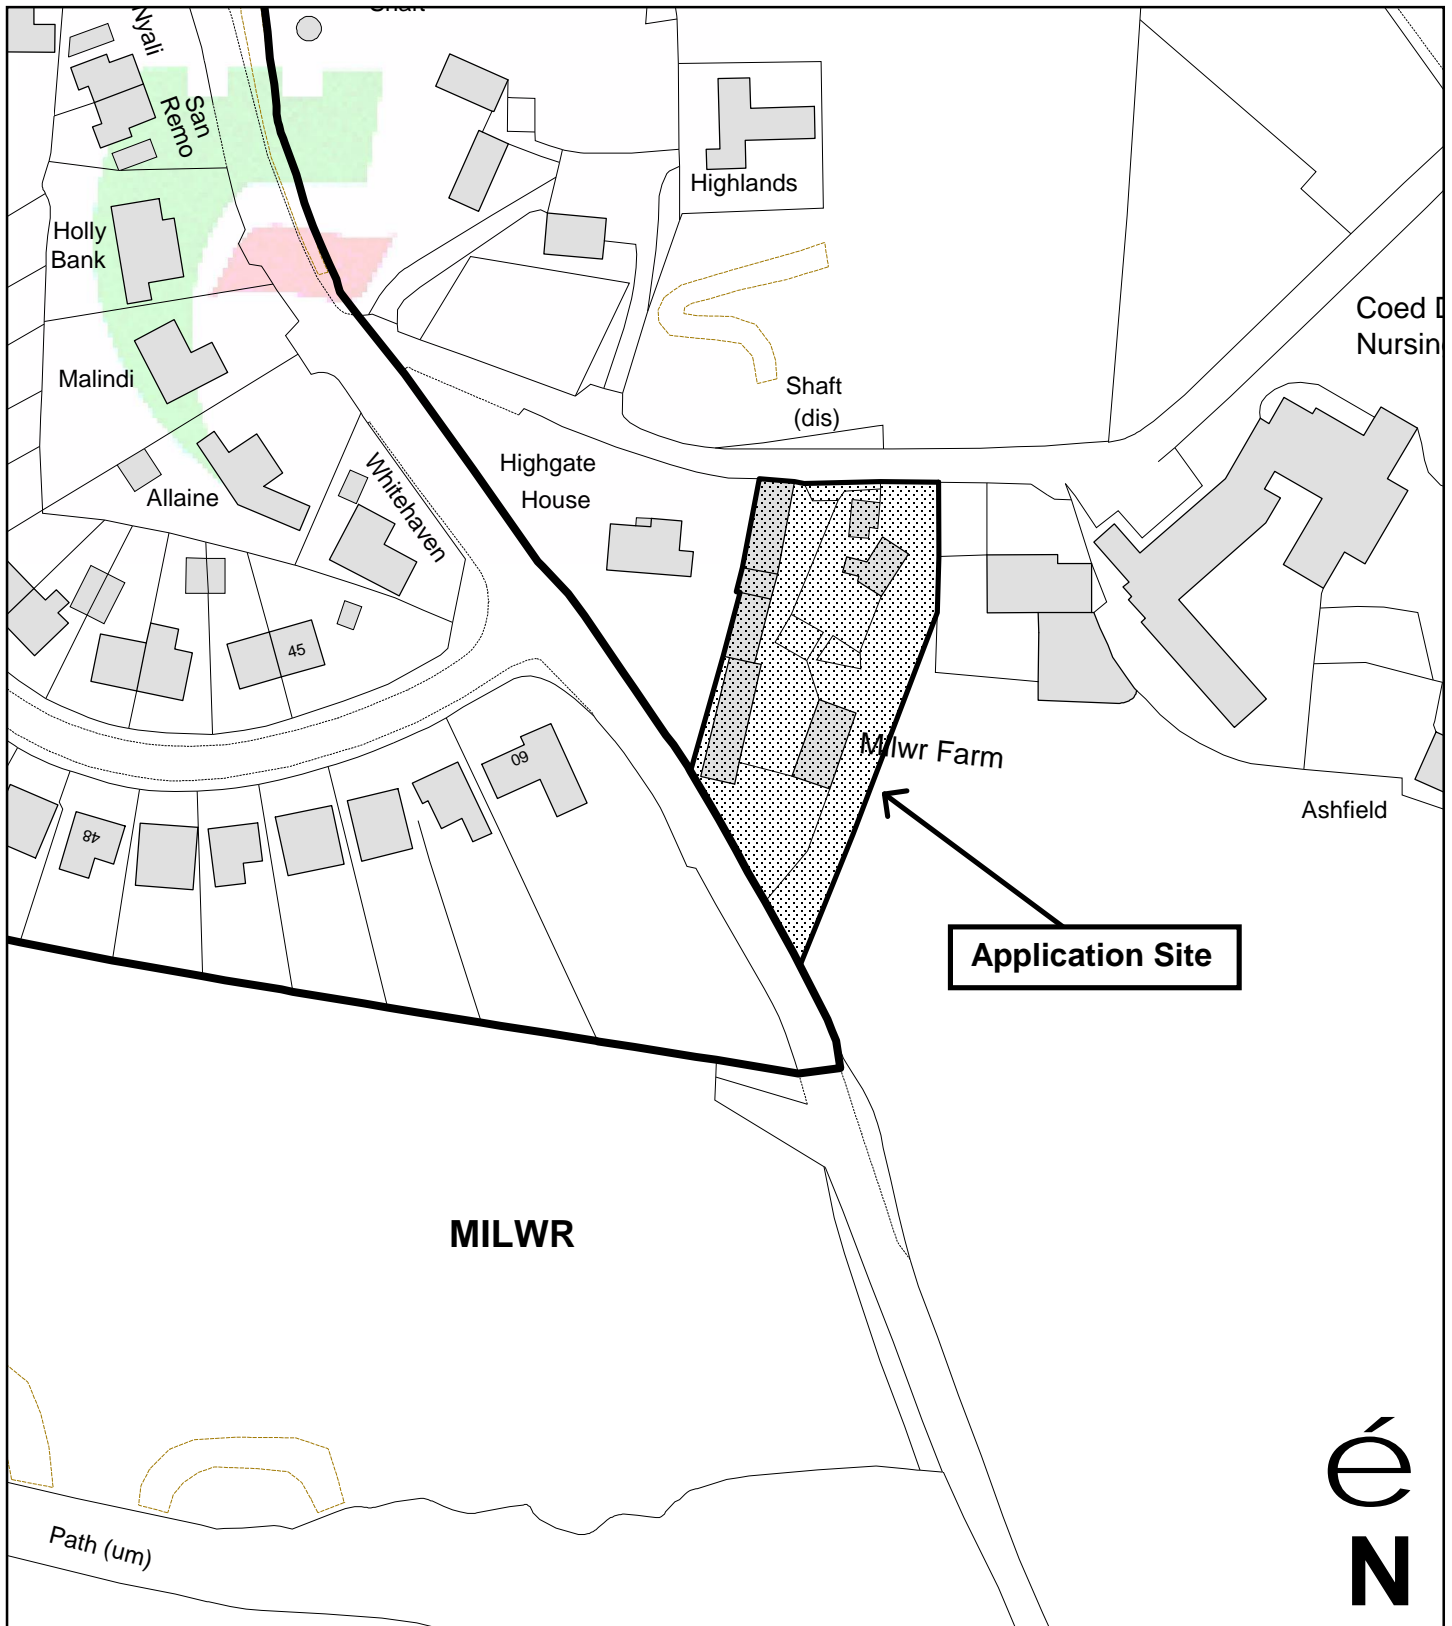 Nyali
San
Remo
Highlands
Holly
Bank
Coed
Malindi
Shaft
(dis)
Highgate
House
Whitehaven
Allaine
45
Milwr Farm
60
48
Ashfield
Application Site
MILWR
Path (um)
é
N